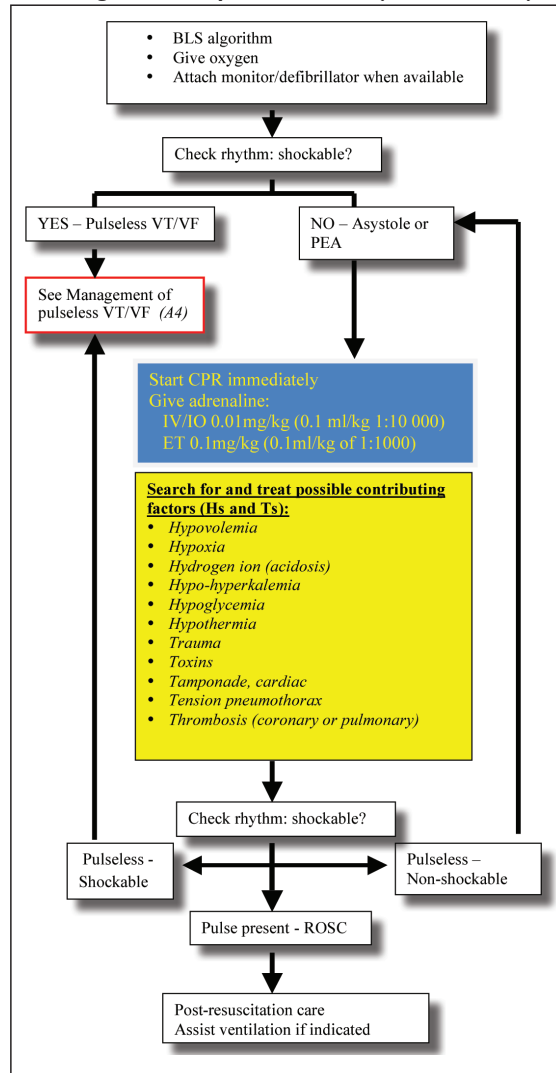 • BLS algorithm
• Give oxygen
• Attach monitor/defibrillator when available
Check rhythm: shockable?
YES – Pulseless VT/VF
NO – Asystole or
PEA
See Management of
pulseless VT/VF (A4)
Start CPR immediately
Give adrenaline:
IV/IO 0.01mg/kg (0.1 ml/kg 1:10 000)
ET 0.1mg/kg (0.1ml/kg of 1:1000)
Search for and treat possible contributing
factors (Hs and Ts):
• Hypovolemia
• Hypoxia
• Hydrogen ion (acidosis)
• Hypo-hyperkalemia
• Hypoglycemia
• Hypothermia
• Trauma
• Toxins
• Tamponade, cardiac
• Tension pneumothorax
• Thrombosis (coronary or pulmonary)
Check rhythm: shockable?
Pulseless -
Shockable
Pulseless –
Non-shockable
Pulse present - ROSC
Post-resuscitation care
Assist ventilation if indicated